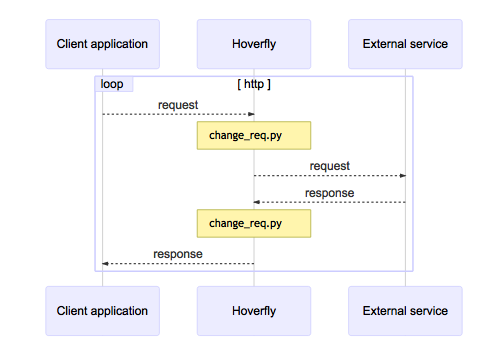 Client application
Hoverfly
External service
loop
[ http ]
request
change_req.py
request
response
change_req.py
response
Client application
Hoverfly
External service